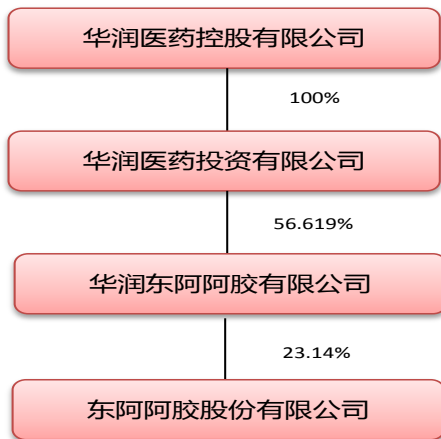 华润医药控股有限公司
100%
华润医药投资有限公司
56.619%
华润东阿阿胶有限公司
23.14%
东阿阿胶股份有限公司